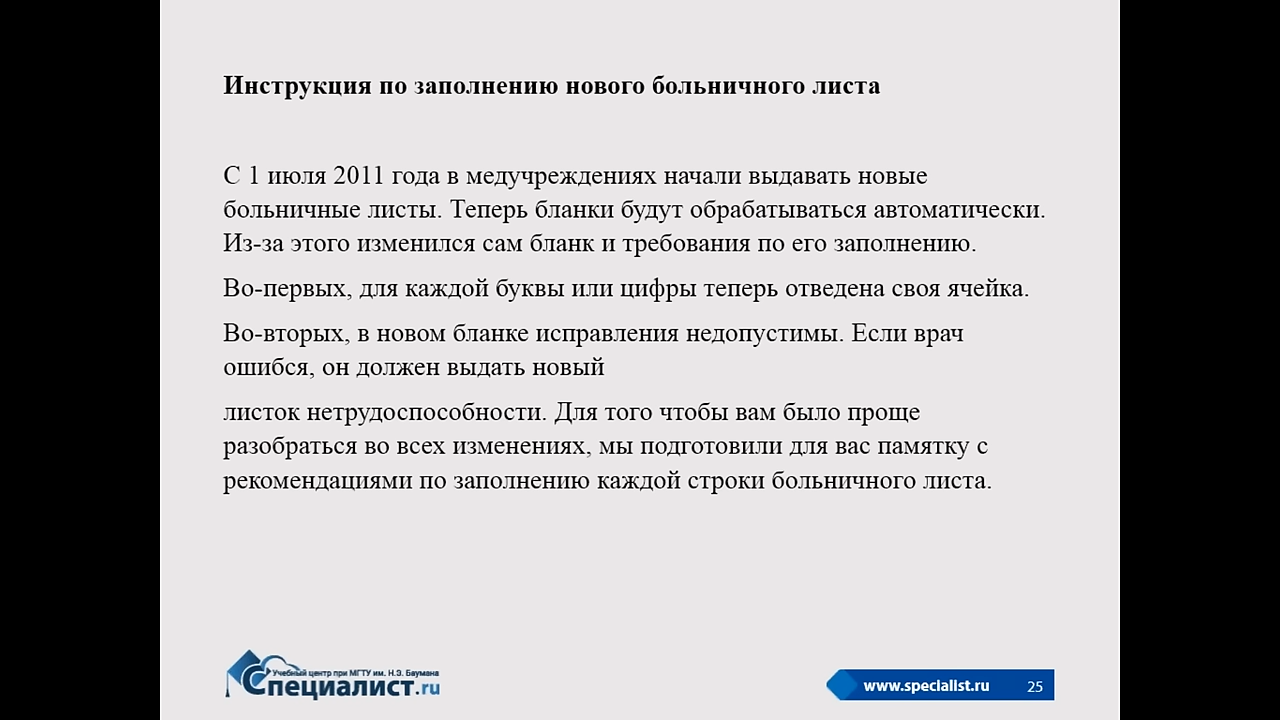 Инструкция по заполнению нового больничного листа
С 1 июля 2011 года в медучреждениях начали выдавать новые
больничные листы. Теперь бланки будут обрабатываться автоматически.
Из-за этого изменился сам бланк и требования по его заполнению.
Во-первых, для каждой буквы или цифры теперь отведена своя ячейка.
Во-вторых, в новом бланке исправления недопустимы. Если врач
ошибся, он должен выдать новый
листок нетрудоспособности. Для того чтобы вам было проще
разобраться во всех изменениях, мы подготовили для вас памятку с
рекомендациями по заполнению каждой строки больничного листа.
Учебный центр при МГТУ им. Н.Э. Баумана
Специалист.ru
www.specialist.ru 25